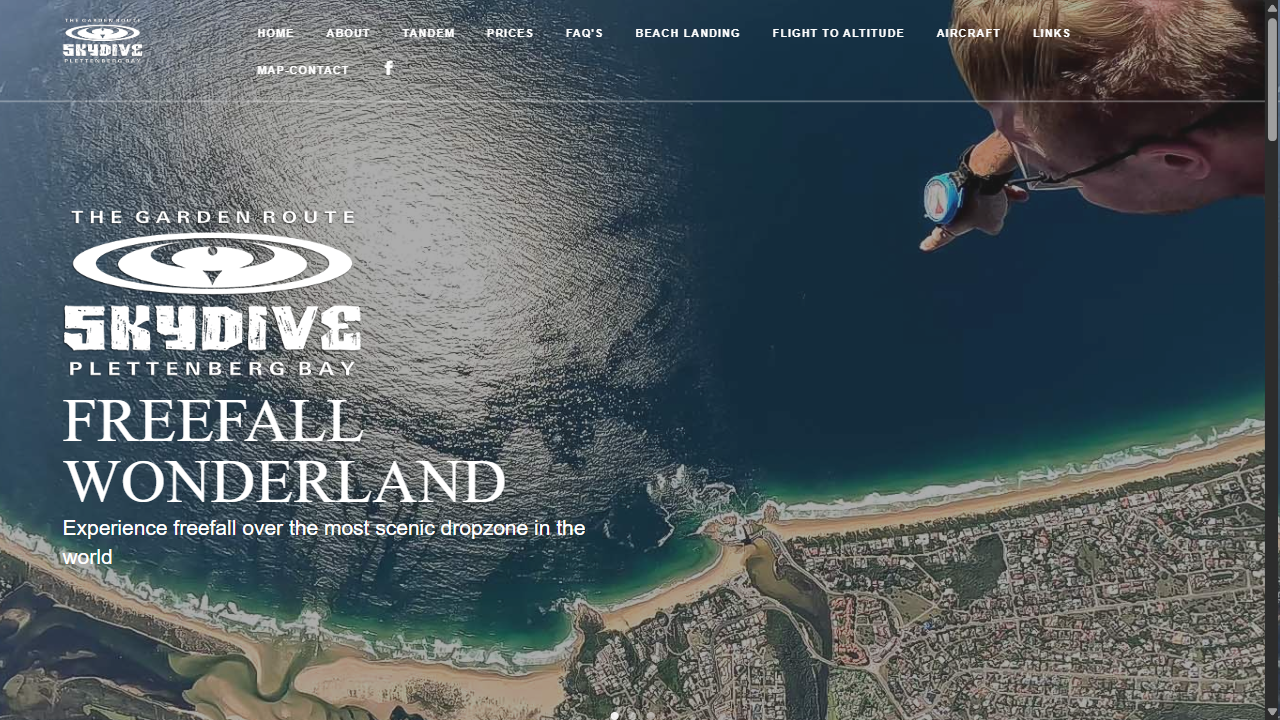 THE GARDEN ROUTE
SKYDIVE
PLETTENBERG BAY
HOME ABOUT TANDEM PRICES FAQ'S BEACH LANDING FLIGHT TO ALTITUDE AIRCRAFT LINKS
MAP-CONTACT f
THE GARDEN ROUTE
SKYDIVE
PLETTENBERG BAY
FREEFALL
WONDERLAND
Experience freefall over the most scenic dropzone in the
world